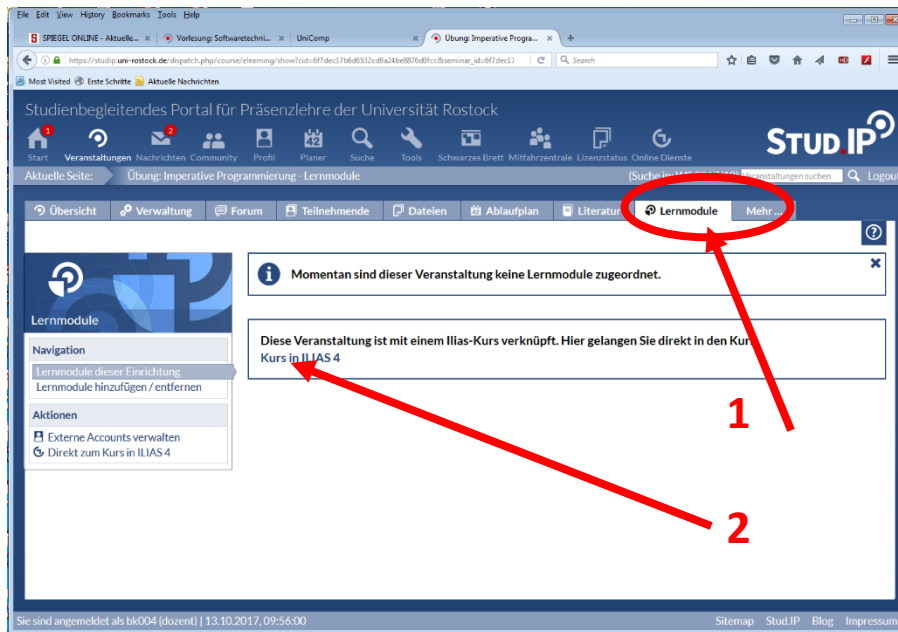 File Edit View History Bookmarks Tools Help
SPIEGEL ONLINE - Aktuelle... × Vorlesung: Softwaretechni... × UniComp × Übung: Imperative Progra... × +
https://studip.uni-rostock.de/dispatch.php/course/elearning/show? Search
Most Visited Erste Schritte Aktuelle Nachrichten
Studienbegleitendes Portal für Präsenzlehre der Universität Rostock
1 2 42
Start Veranstaltungen Nachrichten Community Profil Planer Suche Tools Schwarzes Brett Mitfahrzentrale Lizenzstatus Online Dienste
STUD.IP
Aktuelle Seite: Übung: Imperative Programmierung - Lernmodule (Suche in: Veranstaltungen suchen Logout
Übersicht Verwaltung Forum Teilnehmende Dateien Ablaufplan Literatur Lernmodule Mehr ...
?
i Momentan sind dieser Veranstaltung keine Lernmodule zugeordnet.
Lernmodule
Diese Veranstaltung ist mit einem Ilias-Kurs verknüpft. Hier gelangen Sie direkt in den Kurs
Kurs in ILIAS 4
Navigation
Lernmodule dieser Einrichtung
Lernmodule hinzufügen / entfernen
Aktionen
Externe Accounts verwalten
Direkt zum Kurs in ILIAS 4
1
2
Sie sind angemeldet als bk004 (dozent) | 13.10.2017, 09:56:00 Sitemap Stud.IP Blog Impressum